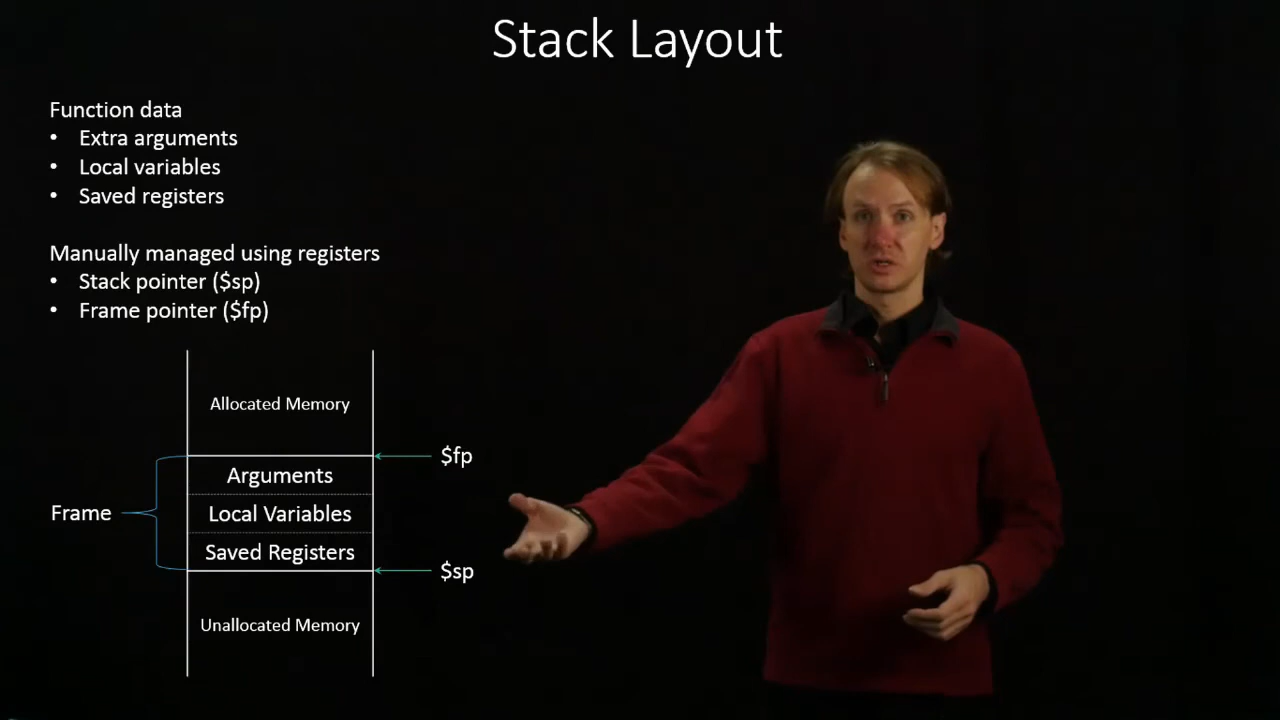 Stack Layout
Function data
• Extra arguments
• Local variables
• Saved registers
Manually managed using registers
• Stack pointer ($sp)
• Frame pointer ($fp)
Allocated Memory
$fp
Arguments
Frame
Local Variables
Saved Registers
$sp
Unallocated Memory